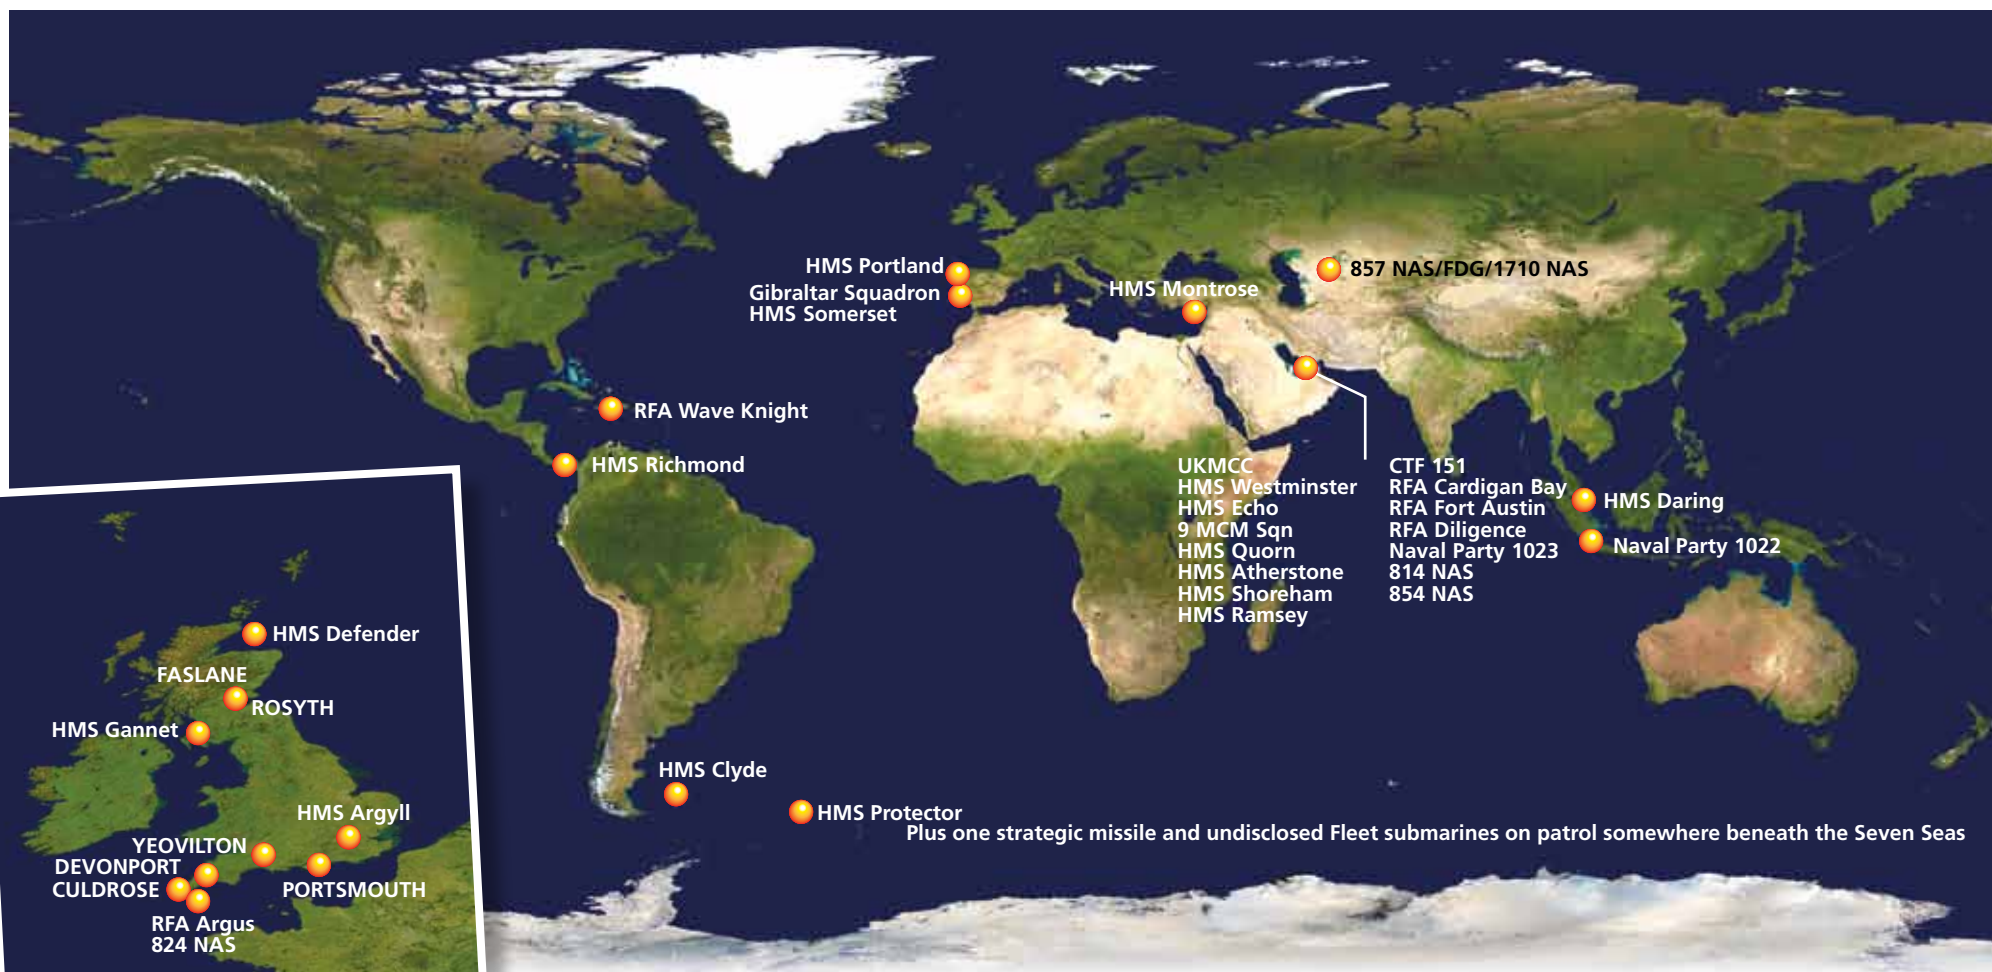 HMS Portland
Gibraltar Squadron
HMS Somerset
HMS Montrose
857 NAS/FDG/1710 NAS
RFA Wave Knight
HMS Richmond
UKMCC
HMS Westminster
HMS Echo
9 MCM Sqn
HMS Quorn
HMS Atherstone
HMS Shoreham
HMS Ramsey
CTF 151
RFA Cardigan Bay
RFA Fort Austin
RFA Diligence
Naval Party 1023
814 NAS
854 NAS
HMS Daring
Naval Party 1022
HMS Clyde
HMS Protector
Plus one strategic missile and undisclosed Fleet submarines on patrol somewhere beneath the Seven Seas
HMS Defender
FASLANE
ROSYTH
HMS Gannet
HMS Argyll
YEOVILTON
DEVONPORT
CULDROSE
PORTSMOUTH
RFA Argus
824 NAS